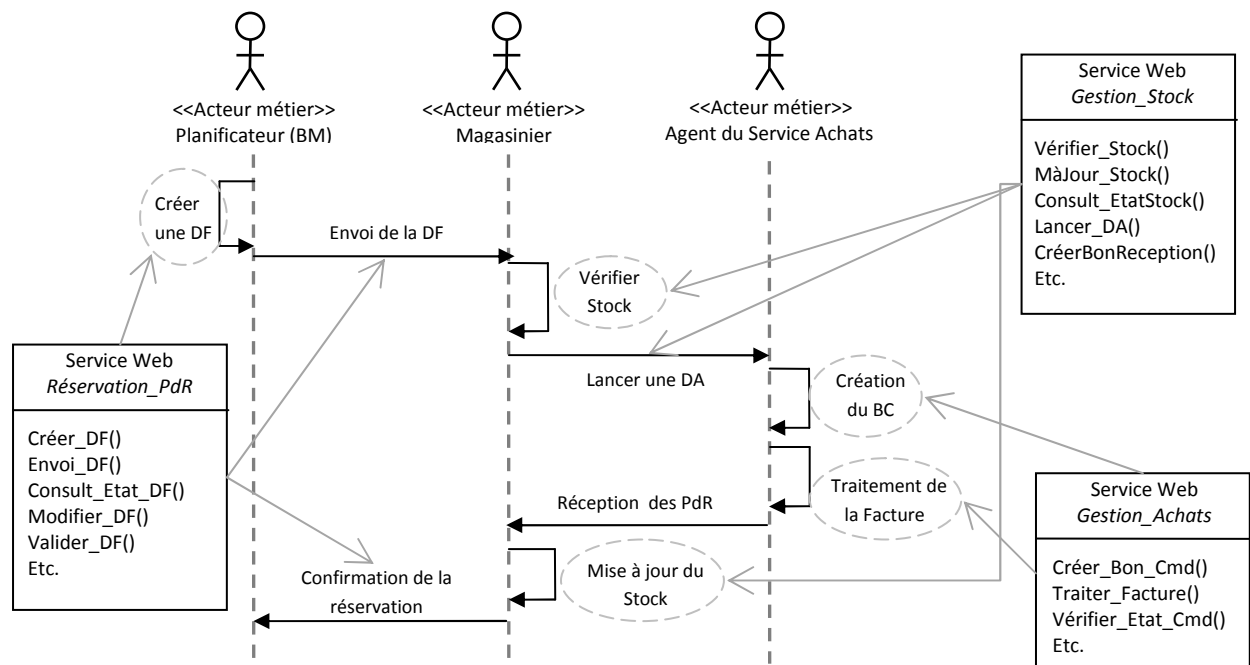 <<Acteur métier>>
Planificateur (BM)
<<Acteur métier>>
Magasinier
<<Acteur métier>>
Agent du Service Achats
Service Web
Gestion_Stock
Vérifier_Stock()
MàJour_Stock()
Consult_EtatStock()
Lancer_DA()
CréerBonReception()
Etc.
Créer
une DF
Envoi de la DF
Vérifier
Stock
Service Web
Réservation_PdR
Créer_DF()
Envoi_DF()
Consult_Etat_DF()
Modifier_DF()
Valider_DF()
Etc.
Lancer une DA
Création
du BC
Traitement de
la Facture
Réception des PdR
Service Web
Gestion_Achats
Créer_Bon_Cmd()
Traiter_Facture()
Vérifier_Etat_Cmd()
Etc.
Mise à jour du
Stock
Confirmation de la
réservation